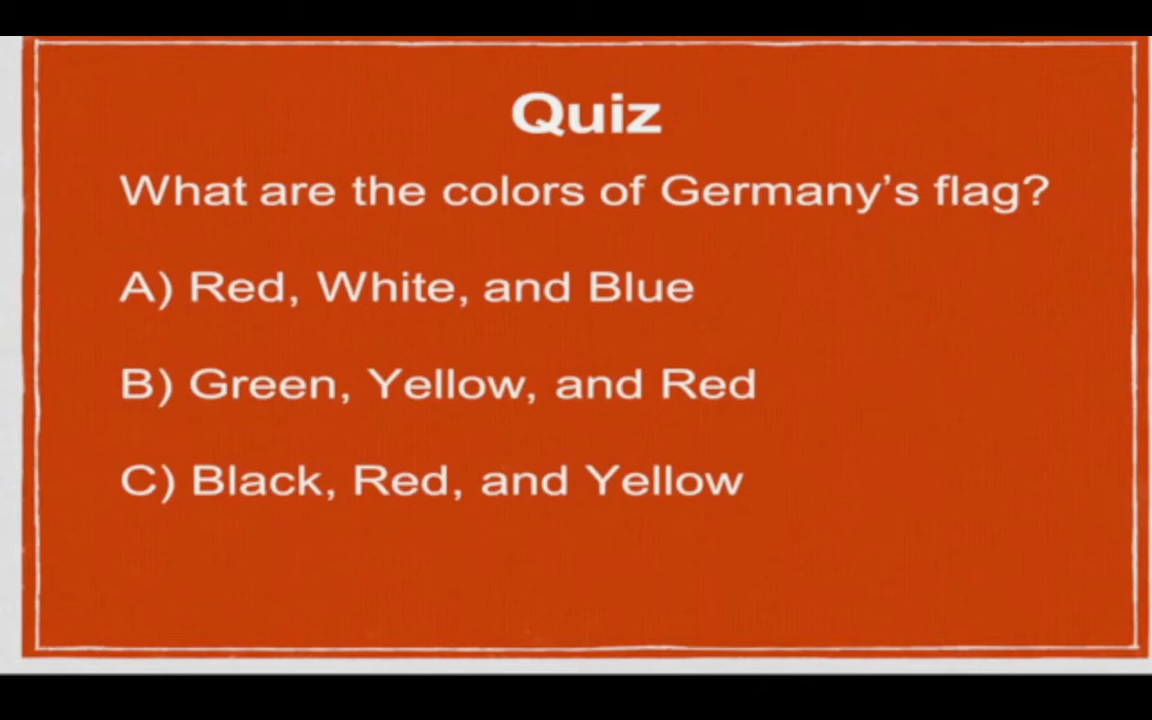 Quiz
What are the colors of Germany’s flag?
A) Red, White, and Blue
B) Green, Yellow, and Red
C) Black, Red, and Yellow